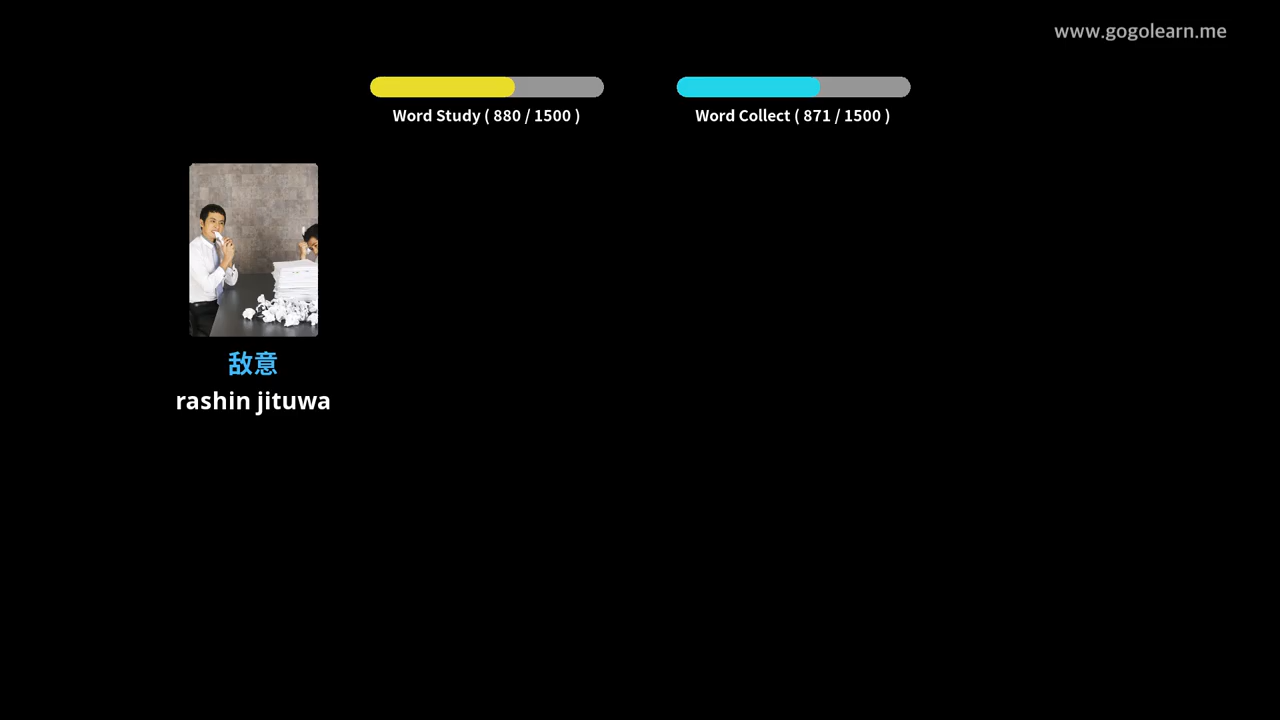 www.gogolearn.me
Word Study ( 880 / 1500 )
Word Collect ( 871 / 1500 )
敌意
rashin jituwa